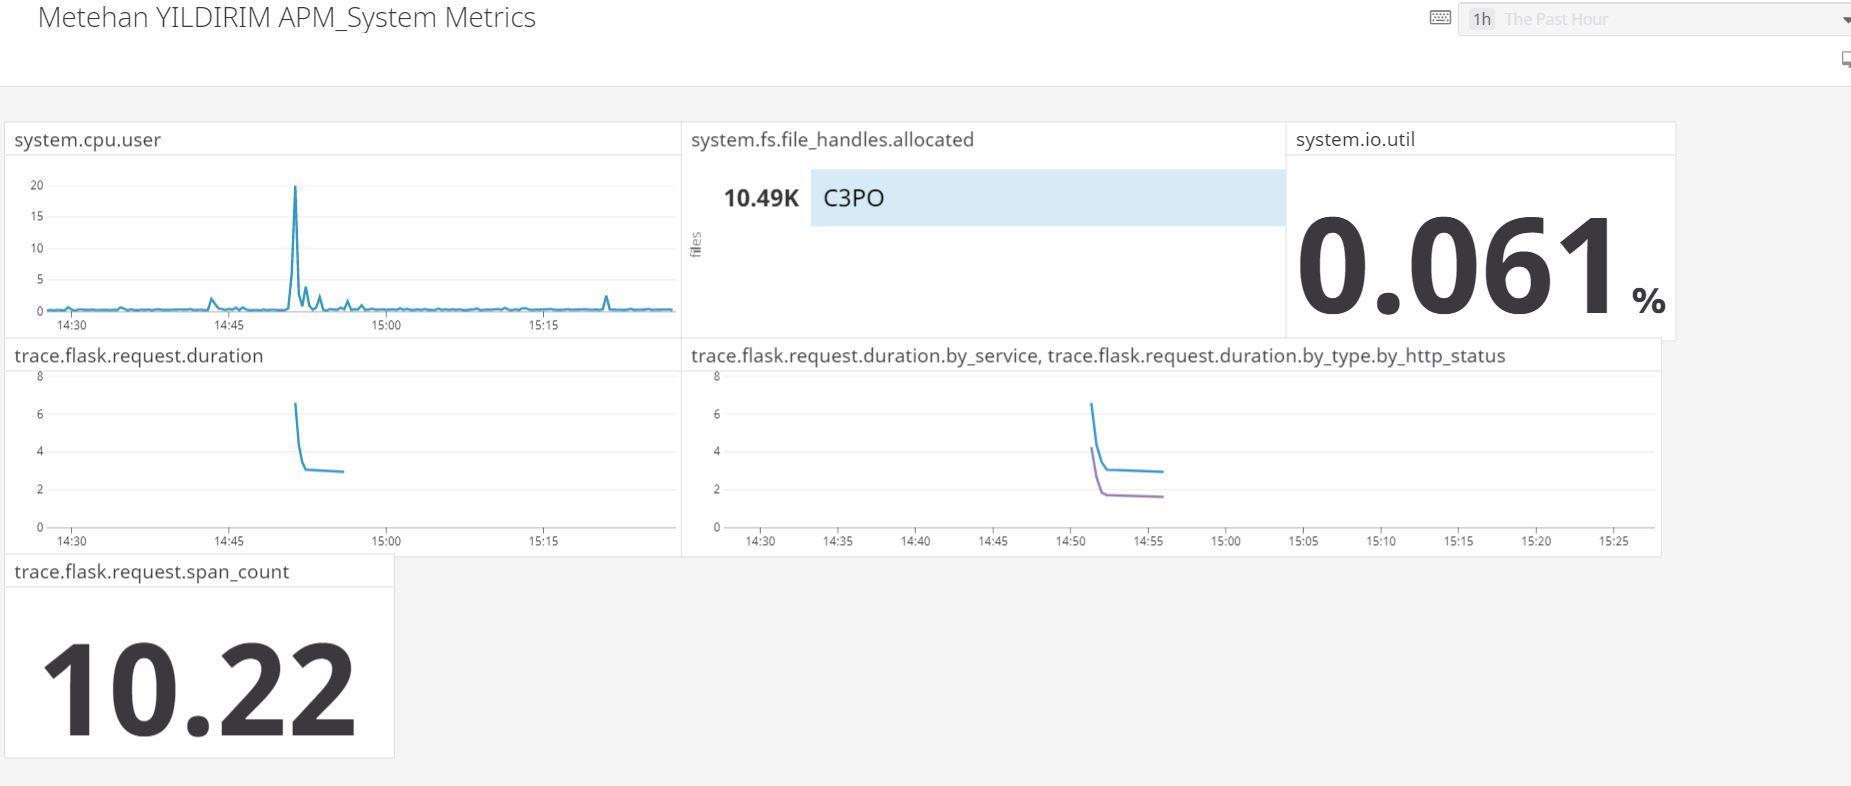 Metehan YILDIRIM APM_System Metrics
1h The Past Hour
system.cpu.user
20
15
10
5
0
14:30 14:45 15:00 15:15
system.fs.file_handles.allocated
10.49K C3PO
files
system.io.util
0.061 %
trace.flask.request.duration
8
6
4
2
0
14:30 14:45 15:00 15:15
trace.flask.request.duration.by_service, trace.flask.request.duration.by_type.by_http_status
8
6
4
2
0
14:30 14:35 14:40 14:45 14:50 14:55 15:00 15:05 15:10 15:15 15:20 15:25
trace.flask.request.span_count
10.22